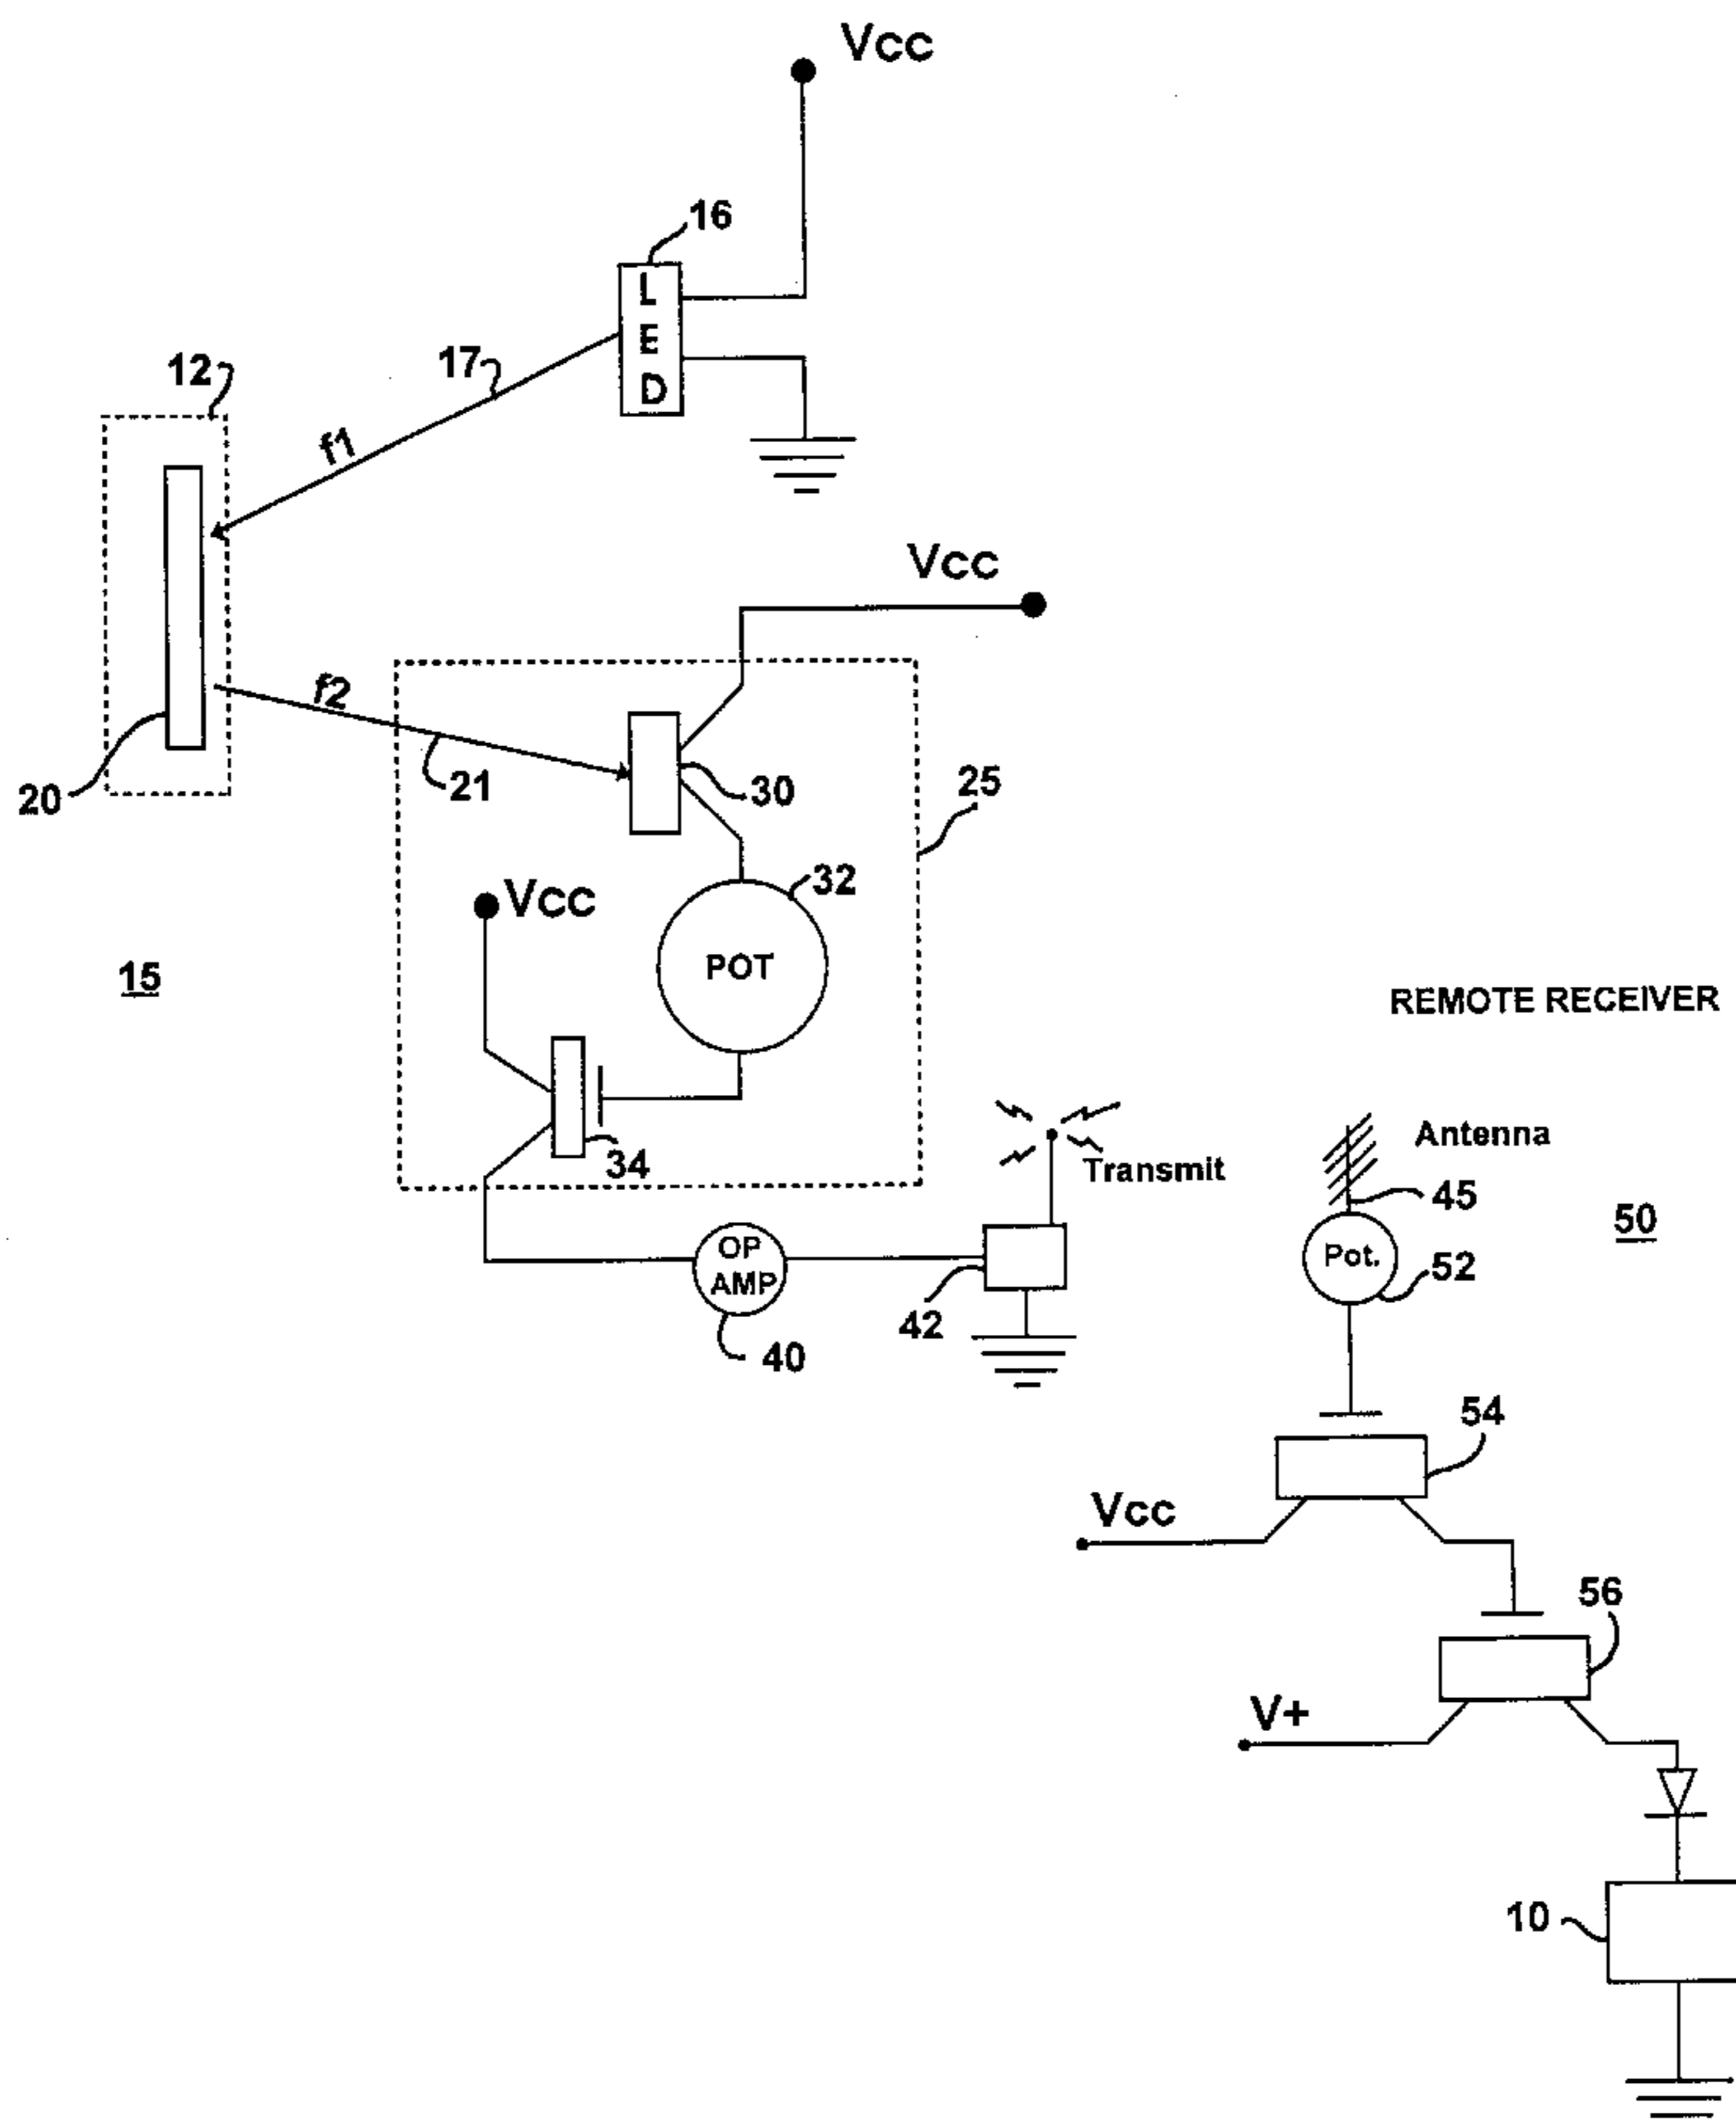 Vcc
16
L
E
D
17
12
f1
Vcc
f2
20
21
30
25
32
Vcc
POT
15
REMOTE RECEIVER
34
Transmit
Antenna
45
50
OP
AMP
Pot.
52
42
40
54
Vcc
56
V+
10